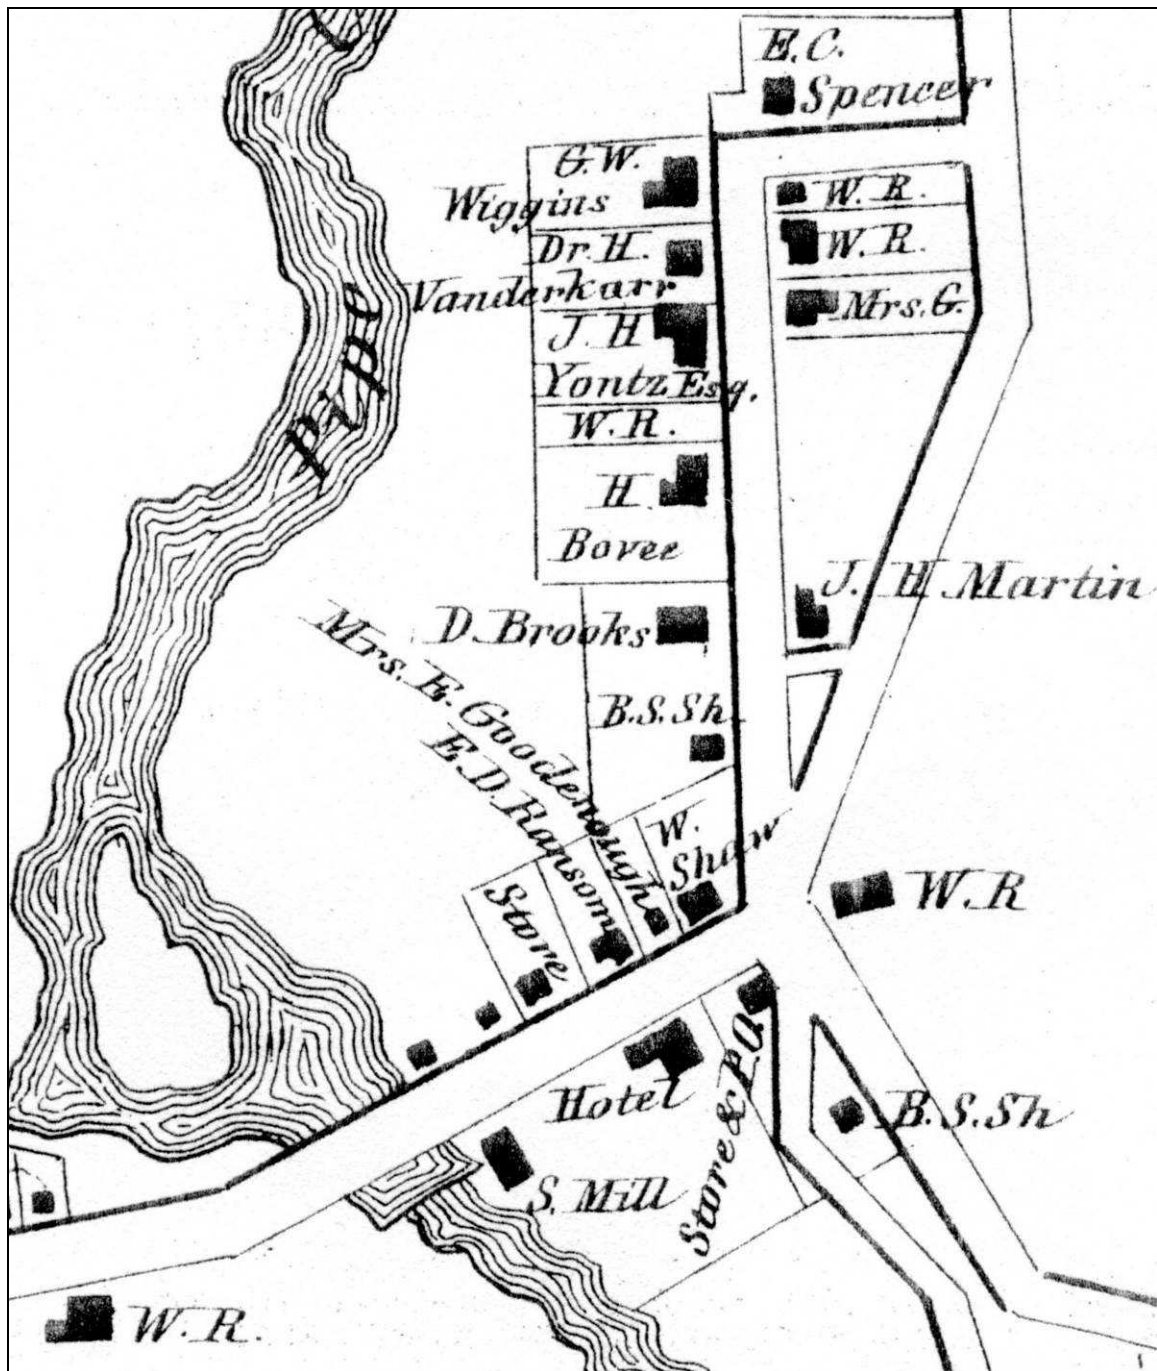 E.C.
Spencer
G.W.
Wiggins
W.R.
Dr. H.
Vanderkarr
W.R.
Mrs. G.
J. H
Yontz Esq.
Pipe
W.R.
H
Bovee
J. H Martin
D. Brooks
B.S.Sh
Mrs. E. Goodenough
E.D. Ransom
W.
Shaw
Store
W.R
Hotel
Store & P.O.
B.S.Sh
S. Mill
W.R.